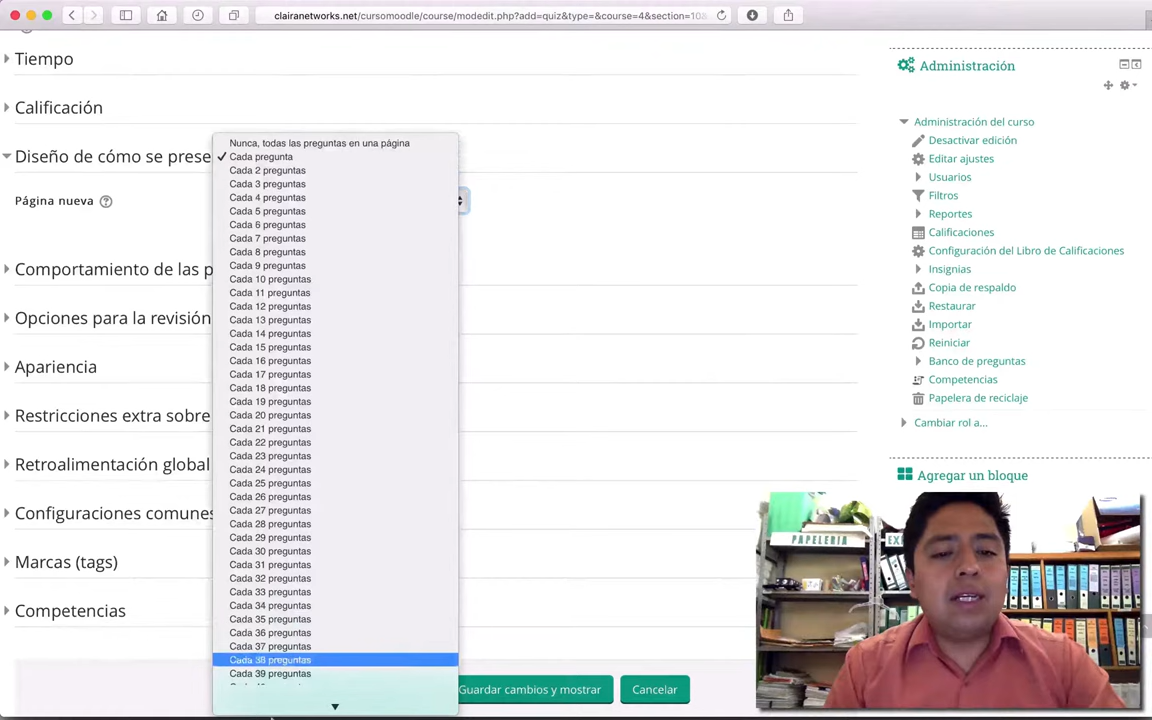 clairanetworks.net/cursomoodle/course/modedit.php?add=quiz&type=&course=4&section=10&
Tiempo
Calificación
Diseño de cómo se prese
Página nueva
Nunca, todas las preguntas en una página
Cada pregunta
Cada 2 preguntas
Cada 3 preguntas
Cada 4 preguntas
Cada 5 preguntas
Cada 6 preguntas
Cada 7 preguntas
Cada 8 preguntas
Cada 9 preguntas
Cada 10 preguntas
Cada 11 preguntas
Cada 12 preguntas
Cada 13 preguntas
Cada 14 preguntas
Cada 15 preguntas
Cada 16 preguntas
Cada 17 preguntas
Cada 18 preguntas
Cada 19 preguntas
Cada 20 preguntas
Cada 21 preguntas
Cada 22 preguntas
Cada 23 preguntas
Cada 24 preguntas
Cada 25 preguntas
Cada 26 preguntas
Cada 27 preguntas
Cada 28 preguntas
Cada 29 preguntas
Cada 30 preguntas
Cada 31 preguntas
Cada 32 preguntas
Cada 33 preguntas
Cada 34 preguntas
Cada 35 preguntas
Cada 36 preguntas
Cada 37 preguntas
Cada 38 preguntas
Cada 39 preguntas
Comportamiento de las p
Opciones para la revisión
Apariencia
Restricciones extra sobre
Retroalimentación global
Configuraciones comunes
Marcas (tags)
Competencias
Guardar cambios y mostrar
Cancelar
Administración
Administración del curso
Desactivar edición
Editar ajustes
Usuarios
Filtros
Reportes
Calificaciones
Configuración del Libro de Calificaciones
Insignias
Copia de respaldo
Restaurar
Importar
Reiniciar
Banco de preguntas
Competencias
Papelera de reciclaje
Cambiar rol a...
Agregar un bloque
PAPELERIA